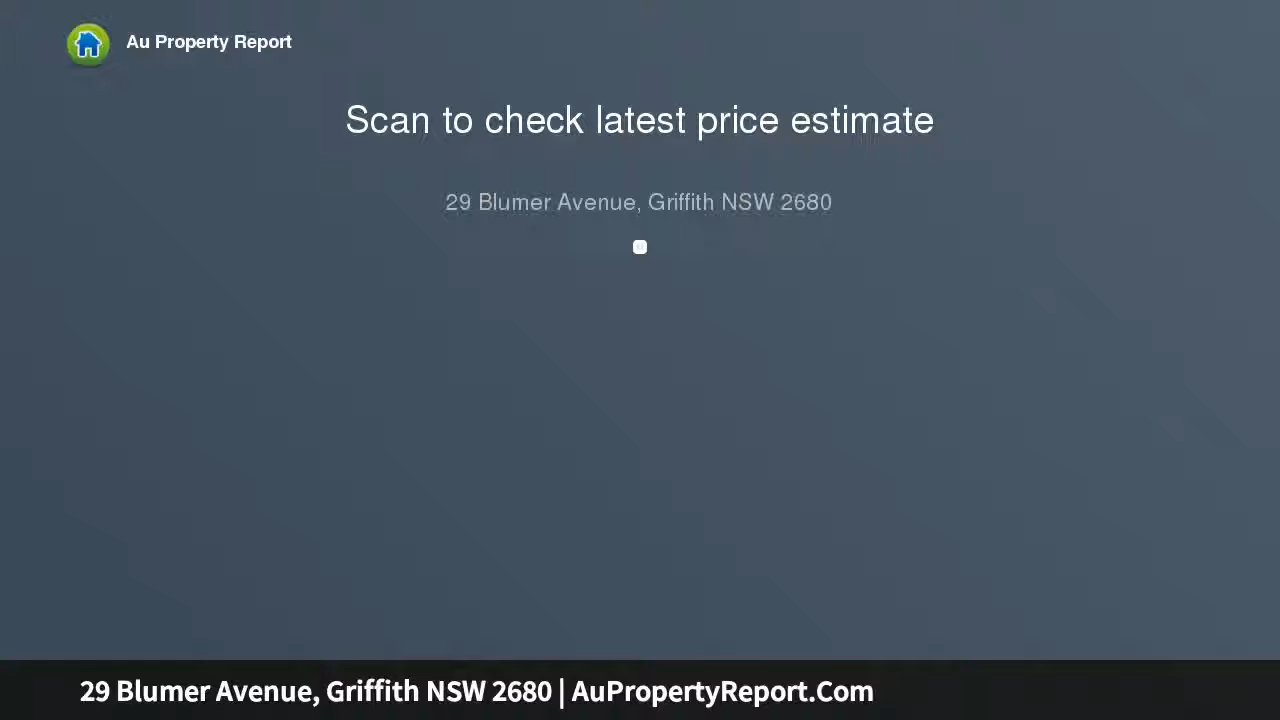 Au Property Report
Scan to check latest price estimate
29 Blumer Avenue, Griffith NSW 2680
29 Blumer Avenue, Griffith NSW 2680 | AuPropertyReport.Com